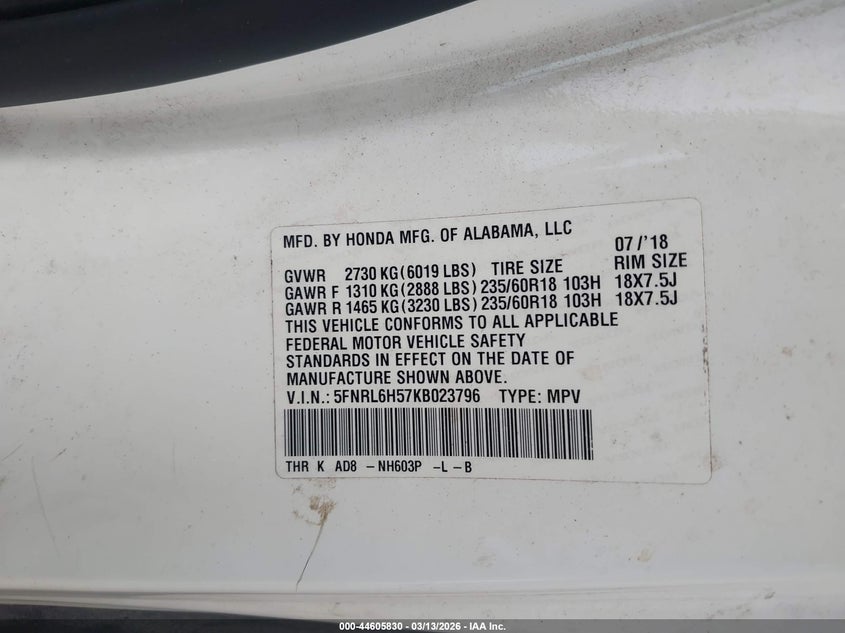 MFD. BY HONDA MFG. OF ALABAMA, LLC 07/'18
GVWR 2730 KG(6019 LBS) TIRE SIZE RIM SIZE
GAWR F 1310 KG(2888 LBS) 235/60R18 103H 18X7.5J
GAWR R 1465 KG(3230 LBS) 235/60R18 103H 18X7.5J
THIS VEHICLE CONFORMS TO ALL APPLICABLE
FEDERAL MOTOR VEHICLE SAFETY
STANDARDS IN EFFECT ON THE DATE OF
MANUFACTURE SHOWN ABOVE.
V.I.N.: 5FNRL6H57KB023796 TYPE: MPV
THR K AD8 -NH603P -L-B
000-44605830 - 03/13/2026 - IAA Inc.